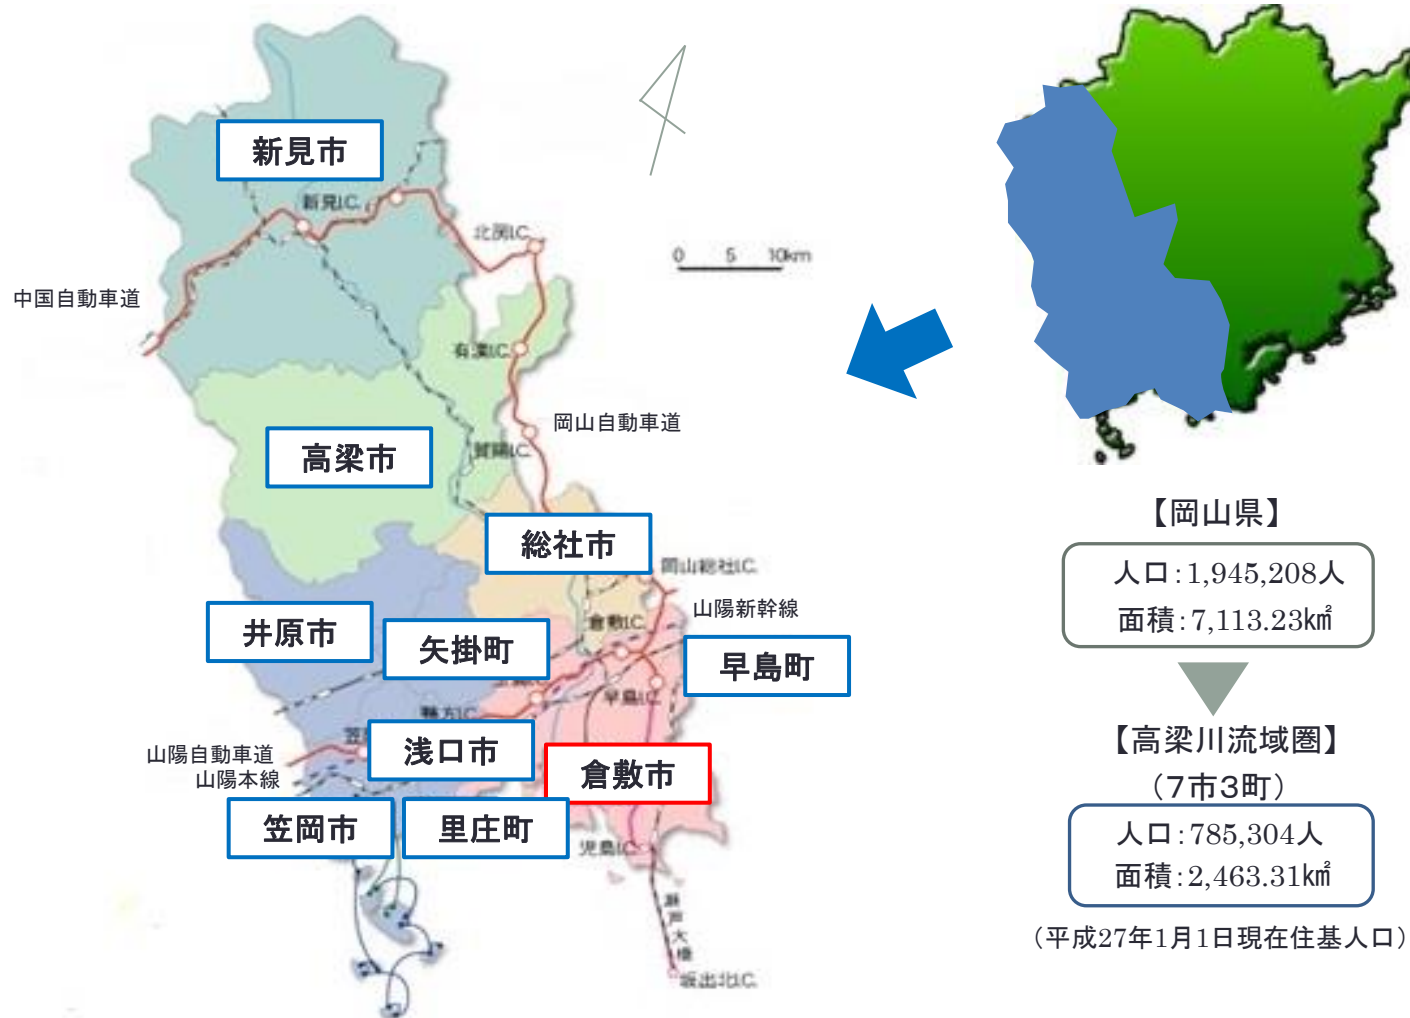 新見市
新見I.C.
北房I.C.
0 5 10km
中国自動車道
有漢I.C.
岡山自動車道
高梁市
賀陽I.C.
総社市
岡山総社I.C.
山陽新幹線
倉敷I.C.
井原市
矢掛町
早島町
早島I.C.
鴨方I.C.
浅口市
山陽自動車道
山陽本線
倉敷市
笠岡市
里庄町
児島I.C.
瀬戸大橋
坂出北I.C.
【岡山県】
人口:1,945,208人
面積:7,113.23㎢
【高梁川流域圏】
(7市3町)
人口:785,304人
面積:2,463.31㎢
(平成27年1月1日現在住基人口)